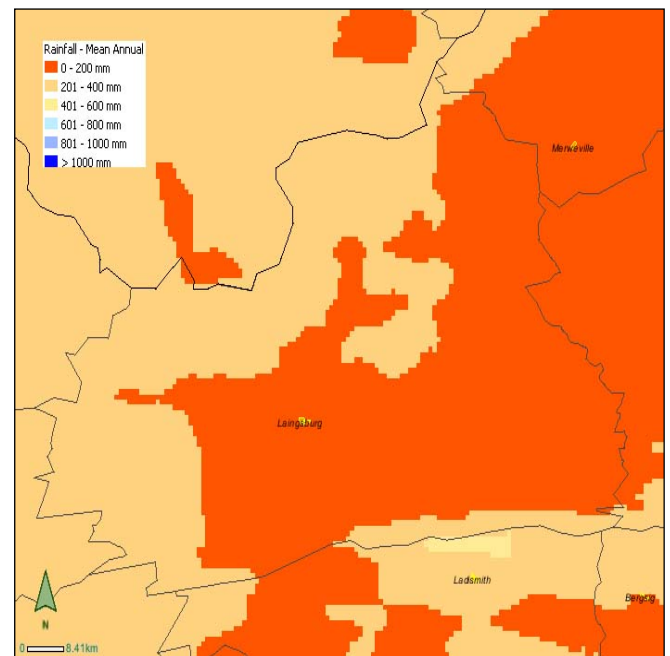 Rainfall - Mean Annual
0 - 200 mm
201 - 400 mm
401 - 600 mm
601 - 800 mm
801 - 1000 mm
> 1000 mm
Merweville
Laingsburg
Ladismith
Bergsig
N
0 8.41km